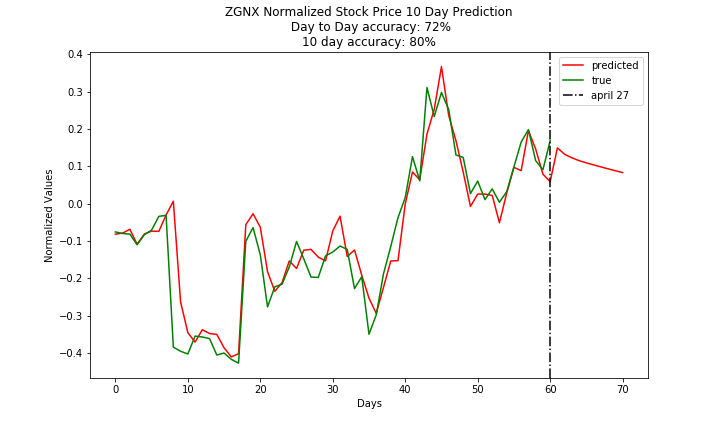 ZGNX Normalized Stock Price 10 Day Prediction
Day to Day accuracy: 72%
10 day accuracy: 80%
predicted
true
april 27
Normalized Values
0.4
0.3
0.2
0.1
0.0
−0.1
−0.2
−0.3
−0.4
0 10 20 30 40 50 60 70
Days